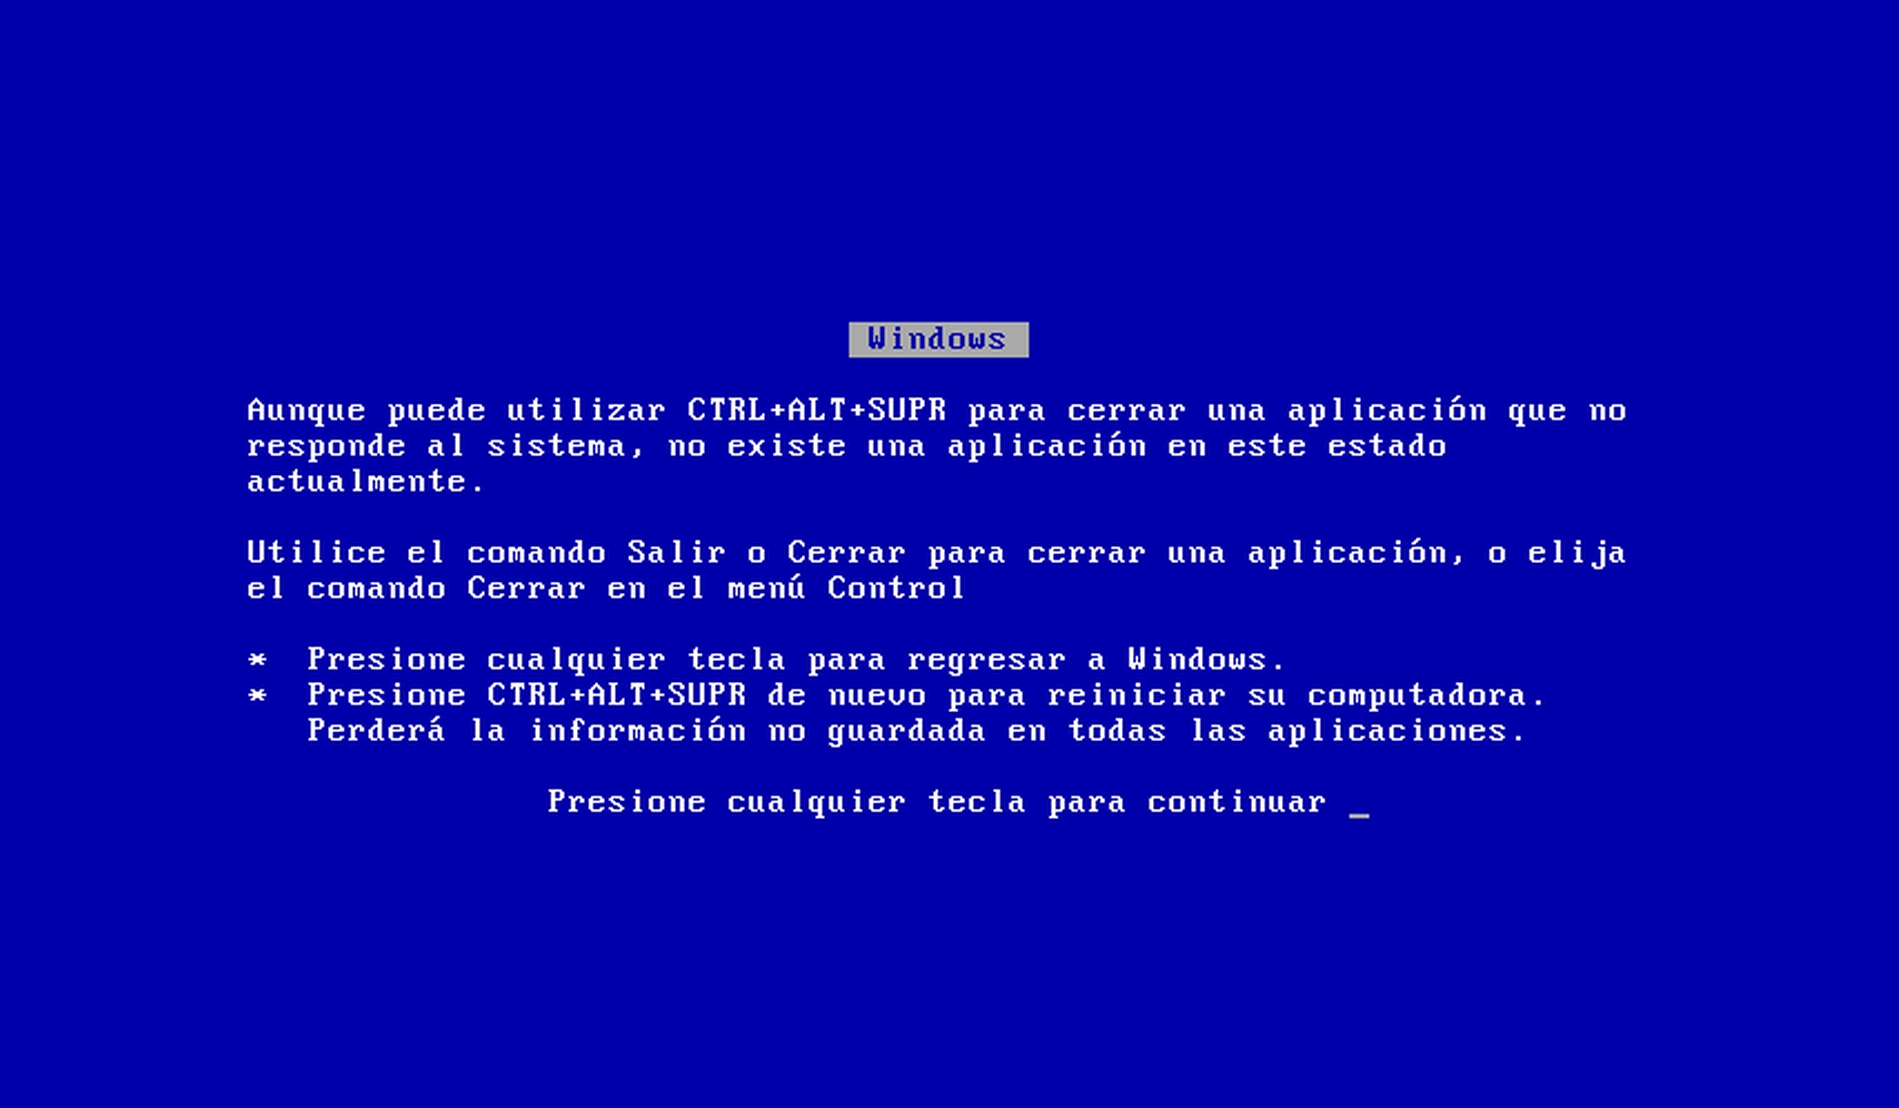 Windows
Aunque puede utilizar CTRL+ALT+SUPR para cerrar una aplicación que no
responde al sistema, no existe una aplicación en este estado
actualmente.
Utilice el comando Salir o Cerrar para cerrar una aplicación, o elija
el comando Cerrar en el menú Control
*  Presione cualquier tecla para regresar a Windows.
*  Presione CTRL+ALT+SUPR de nuevo para reiniciar su computadora.
Perderá la información no guardada en todas las aplicaciones.
Presione cualquier tecla para continuar _